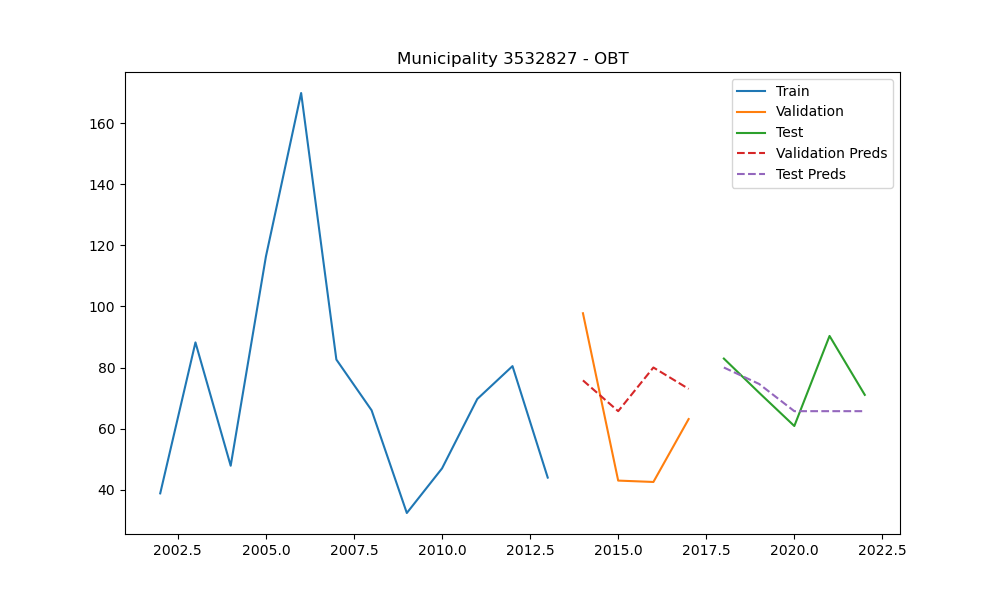 Municipality 3532827 - OBT
Train
Validation
Test
Validation Preds
Test Preds
160
140
120
100
80
60
40
2002.5 2005.0 2007.5 2010.0 2012.5 2015.0 2017.5 2020.0 2022.5